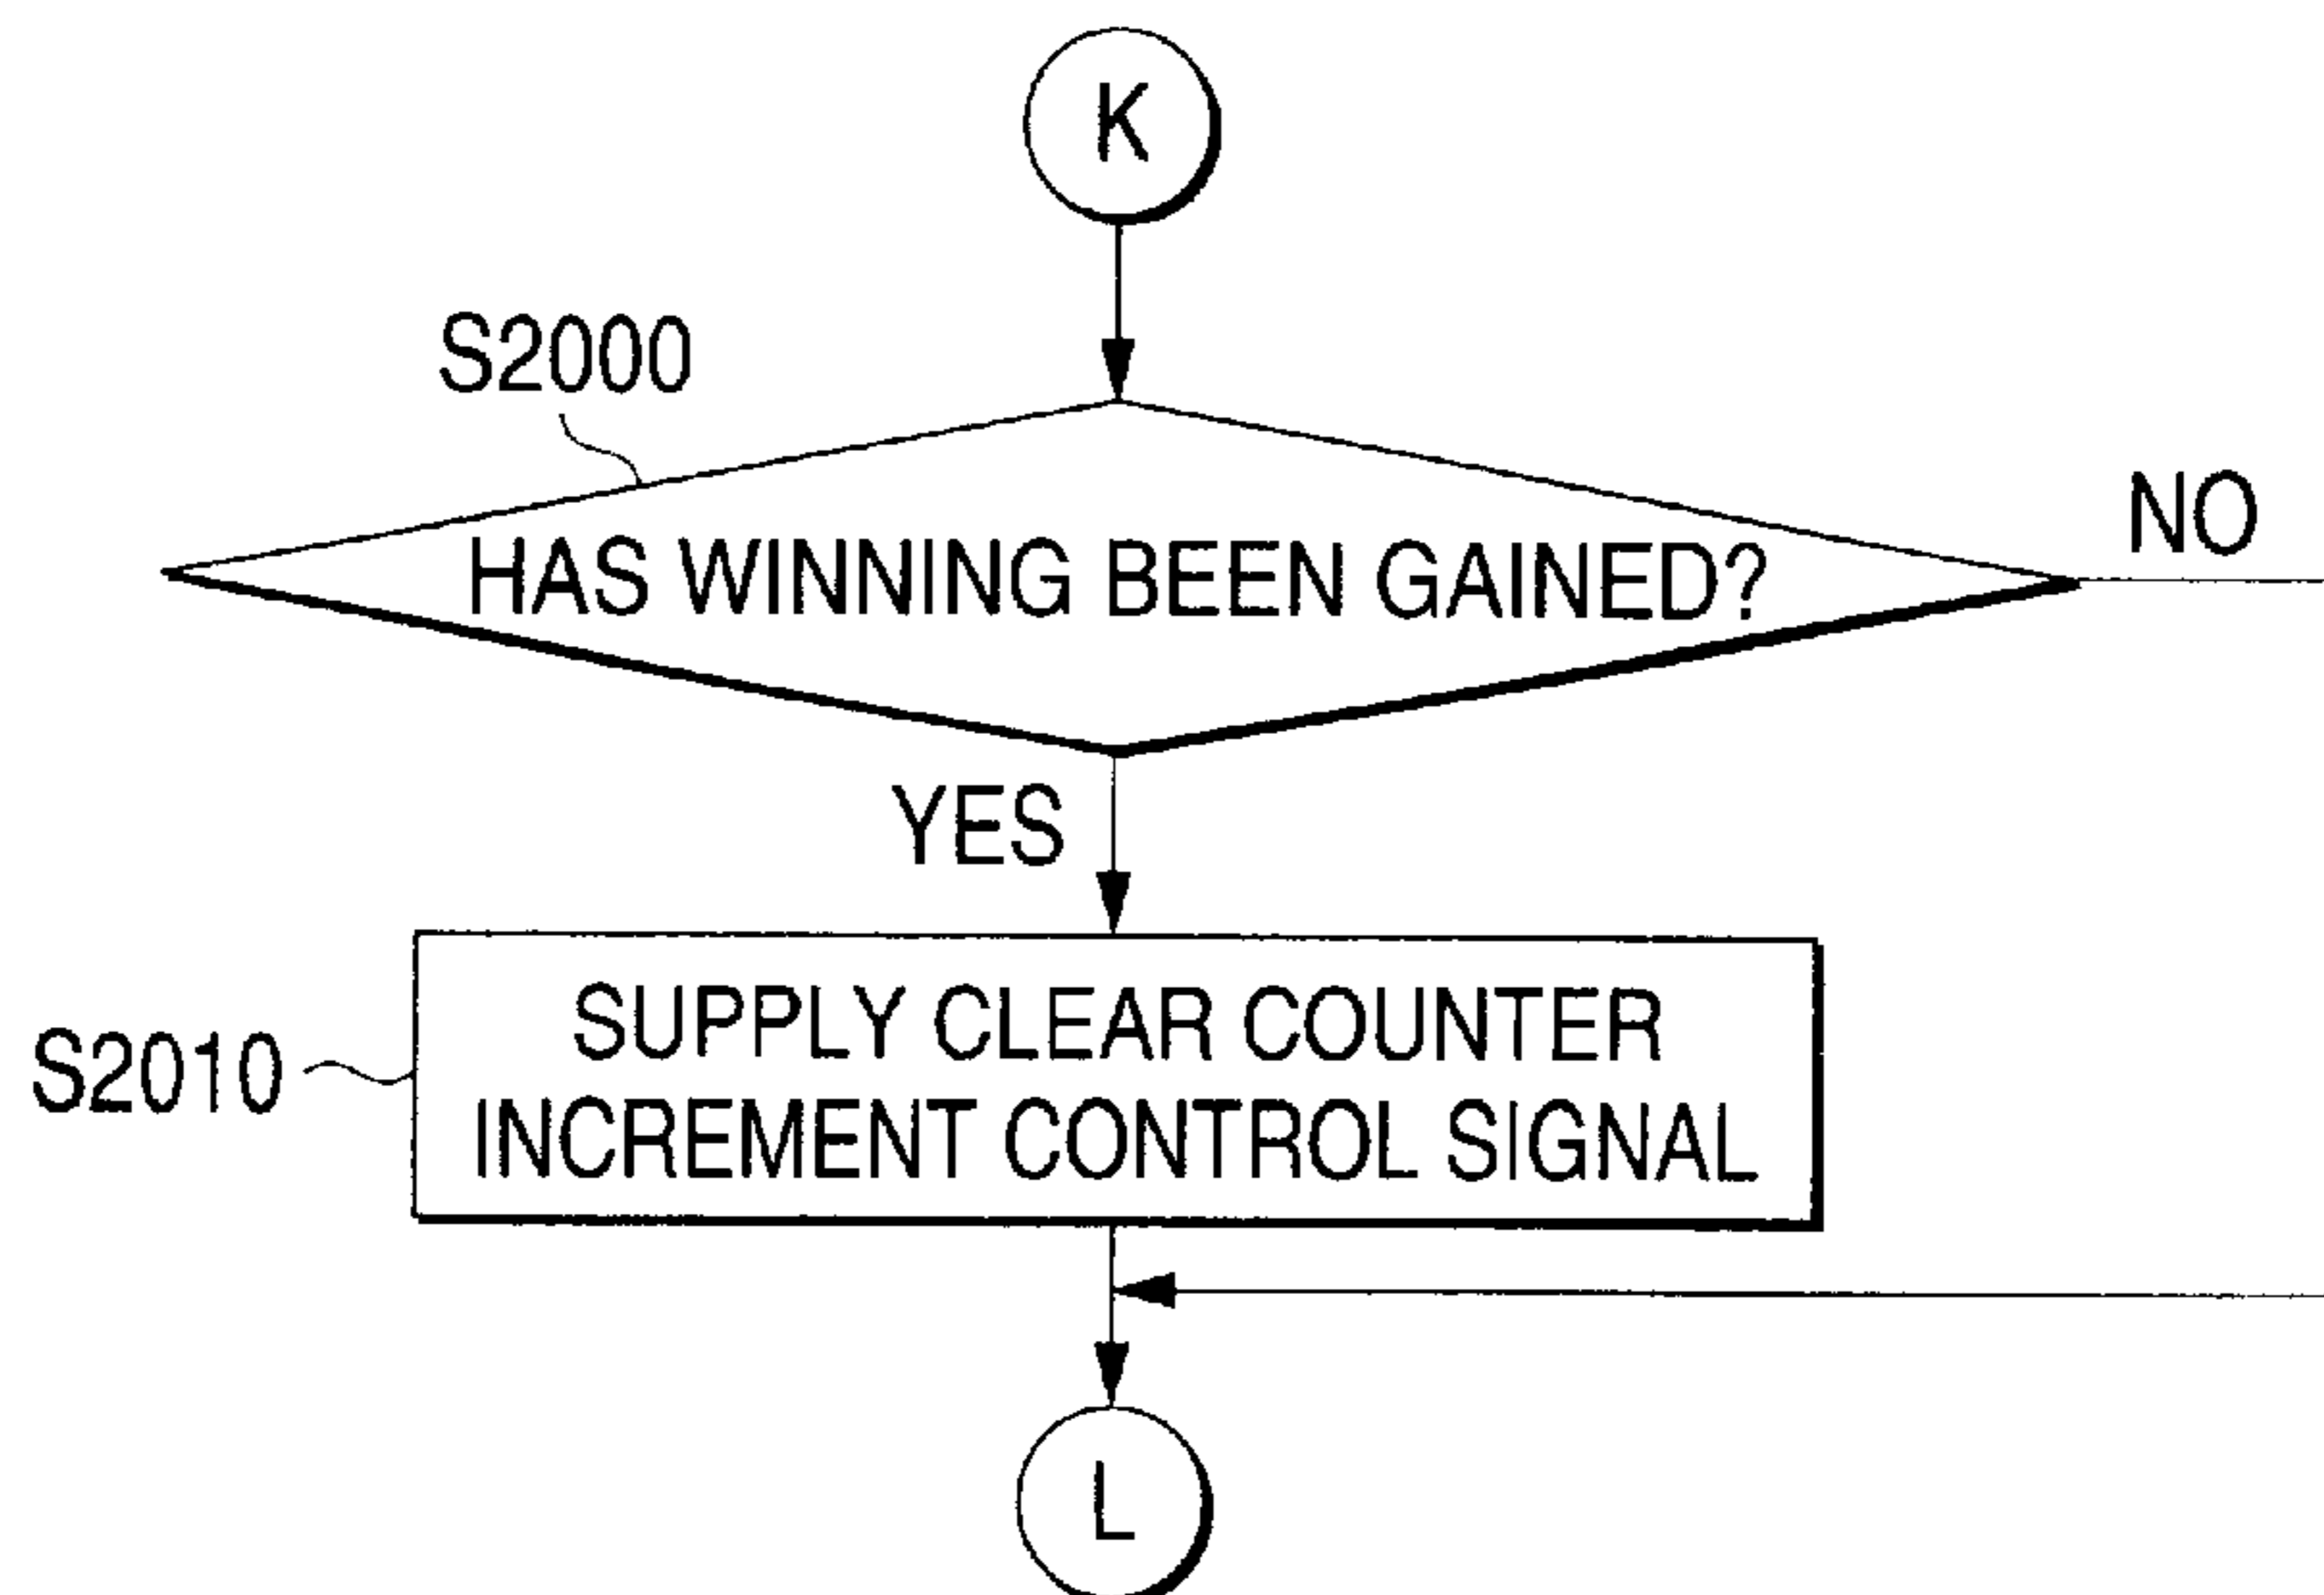 K
S2000
HAS WINNING BEEN GAINED?
NO
YES
SUPPLY CLEAR COUNTER
INCREMENT CONTROL SIGNAL
S2010
L